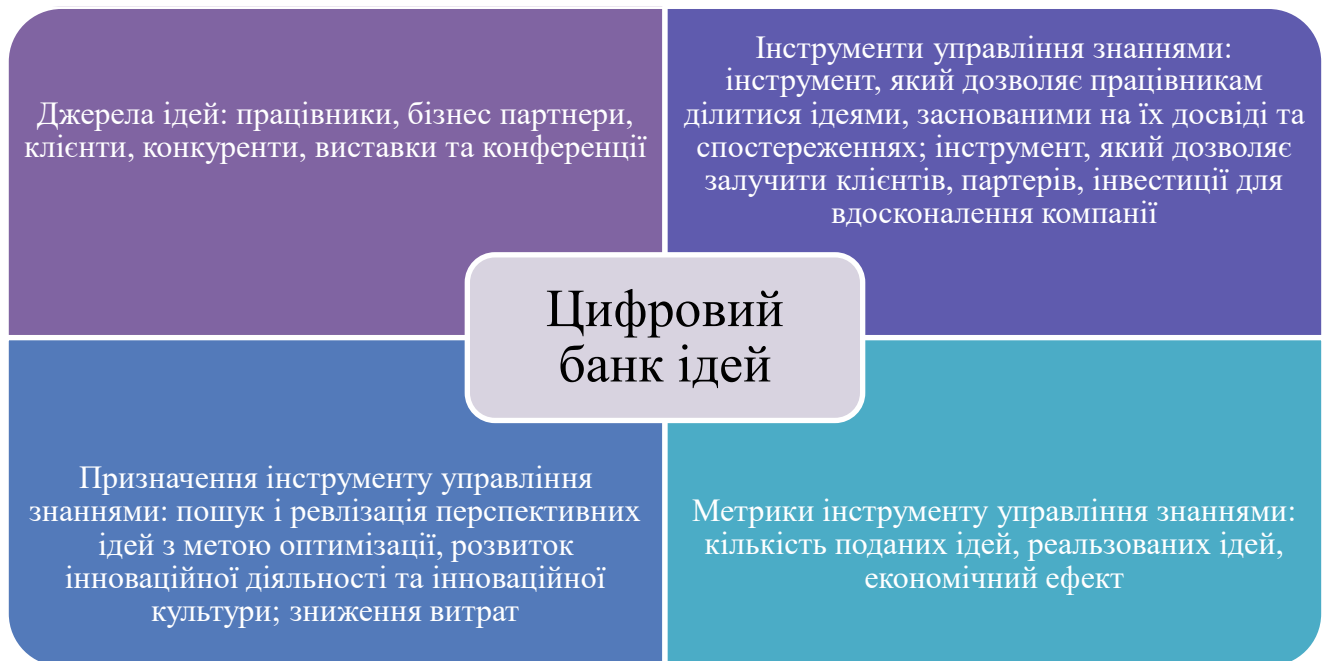 Джерела ідей: працівники, бізнес партнери,
клієнти, конкуренти, виставки та конференції
Інструменти управління знаннями:
інструмент, який дозволяє працівникам
ділитися ідеями, заснованими на їх досвіді та
спостереженнях; інструмент, який дозволяє
залучити клієнтів, партерів, інвестиції для
вдосконалення компанії
Цифровий
банк ідей
Призначення інструменту управління
знаннями: пошук і ревлізація перспективних
ідей з метою оптимізації, розвиток
інноваційної діяльності та інноваційної
культури; зниження витрат
Метрики інструменту управління знаннями:
кількість поданих ідей, реальзованих ідей,
економічний ефект